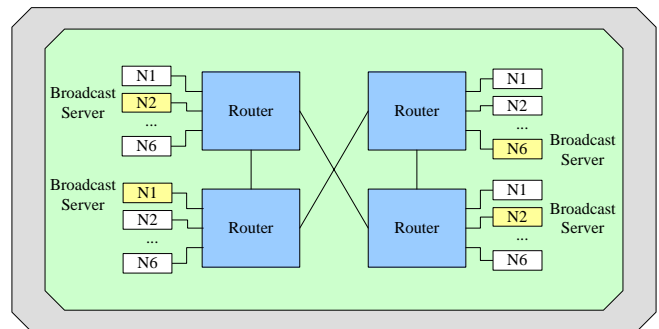 N1
Broadcast
Server
N2
...
N6
Router
Router
N1
N2
...
N6
Broadcast
Server
Broadcast
Server
N1
N2
...
N6
Router
Router
N1
N2
...
N6
Broadcast
Server